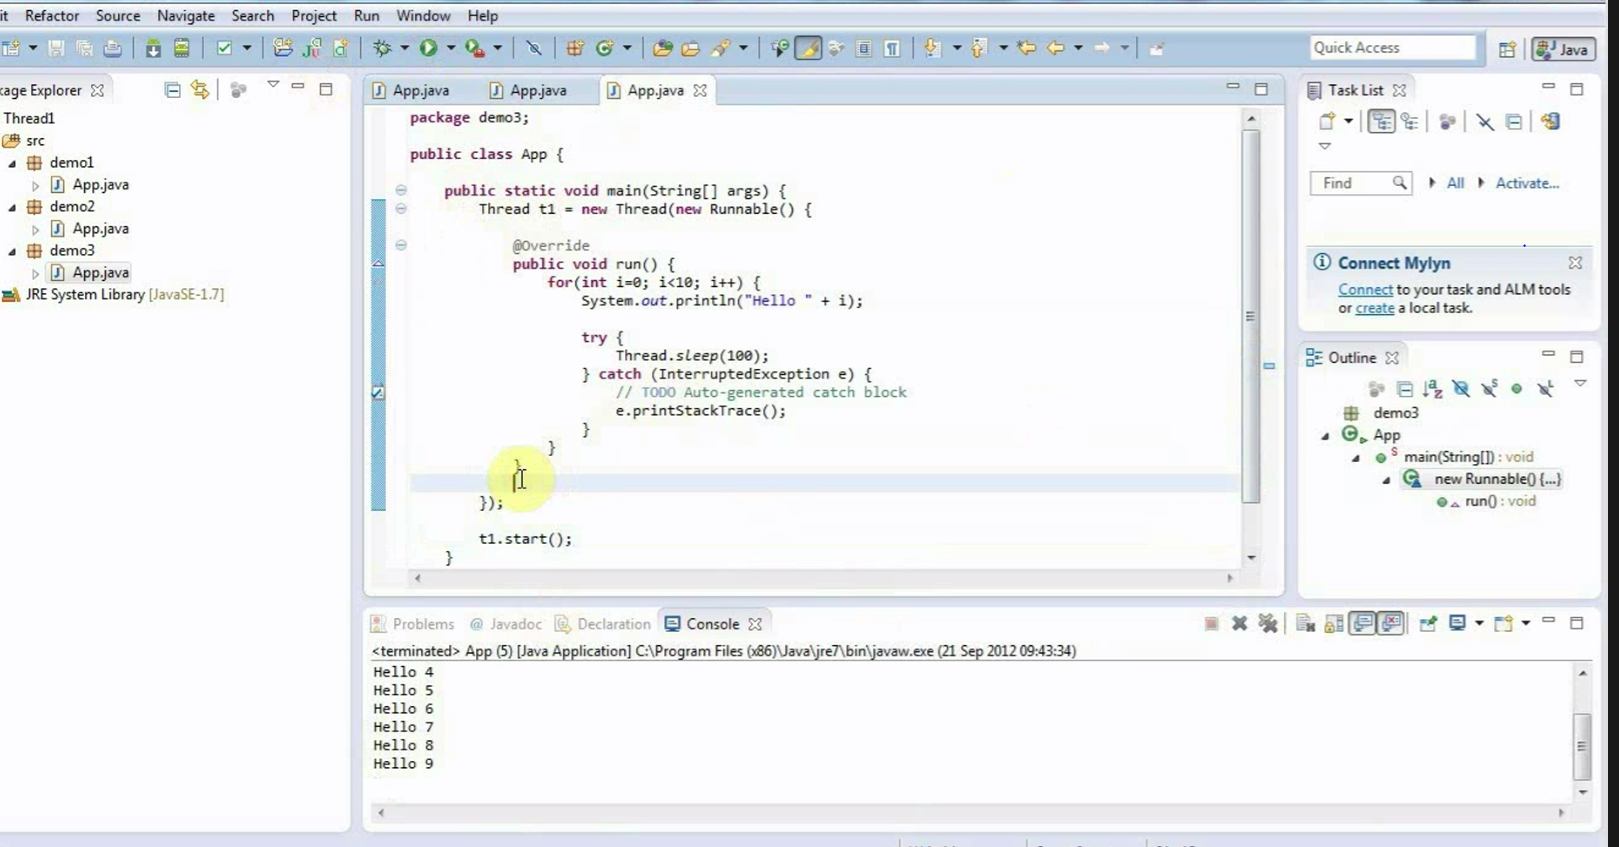 it Refactor Source Navigate Search Project Run Window Help
Quick Access
Java
kage Explorer
Thread1
src
demo1
App.java
demo2
App.java
demo3
App.java
JRE System Library [JavaSE-1.7]
App.java App.java App.java
package demo3;
public class App {
public static void main(String[] args) {
Thread t1 = new Thread(new Runnable() {
@Override
public void run() {
for(int i=0; i<10; i++) {
System.out.println("Hello " + i);
try {
Thread.sleep(100);
} catch (InterruptedException e) {
// TODO Auto-generated catch block
e.printStackTrace();
}
}
}
});
t1.start();
}
Task List
Find All Activate...
Connect Mylyn
Connect to your task and ALM tools
or create a local task.
Outline
demo3
App
main(String[]) : void
new Runnable() {...}
run() : void
Problems @ Javadoc Declaration Console
<terminated> App (5) [Java Application] C:\Program Files (x86)\Java\jre7\bin\javaw.exe (21 Sep 2012 09:43:34)
Hello 4
Hello 5
Hello 6
Hello 7
Hello 8
Hello 9